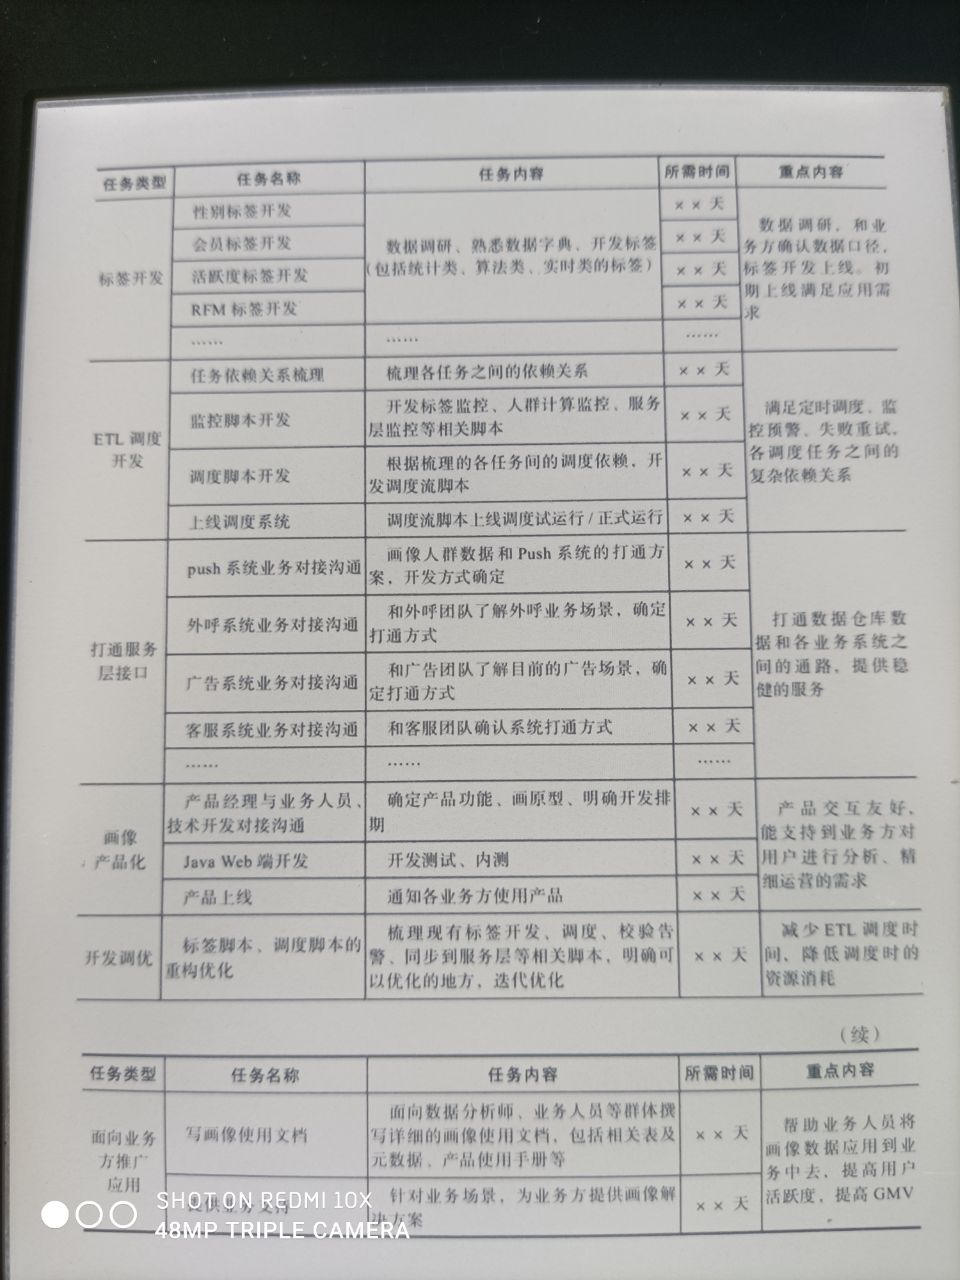 任务类型 任务名称 任务内容 所需时间 重点内容
标签开发
性别标签开发
会员标签开发
活跃度标签开发
RFM 标签开发
……
数据调研、熟悉数据字典、开发标签
(包括统计类、算法类、实时类的标签)
……
×× 天
×× 天
×× 天
×× 天
……
数据调研，和业
务方确认数据口径，
标签开发上线。初
期上线满足应用需
求
ETL 调度
开发
任务依赖关系梳理
梳理各任务之间的依赖关系
×× 天
监控脚本开发
开发标签监控、人群计算监控、服务
层监控等相关脚本
×× 天
调度脚本开发
根据梳理的各任务间的调度依赖，开
发调度流脚本
×× 天
上线调度系统
调度流脚本上线调度试运行 / 正式运行
×× 天
满足定时调度、监
控预警、失败重试，
各调度任务之间的
复杂依赖关系
打通服务
层接口
push 系统业务对接沟通
画像人群数据和 Push 系统的打通方
案，开发方式确定
×× 天
外呼系统业务对接沟通
和外呼团队了解外呼业务场景，确定
打通方式
×× 天
广告系统业务对接沟通
和广告团队了解目前的广告场景，确
定打通方式
×× 天
客服系统业务对接沟通
和客服团队确认系统打通方式
×× 天
……
……
……
打通数据仓库数
据和各业务系统之
间的通路，提供稳
健的服务
画像
产品化
产品经理与业务人员、
技术开发对接沟通
确定产品功能、画原型、明确开发排
期
×× 天
Java Web 端开发
开发测试、内测
×× 天
产品上线
通知各业务方使用产品
×× 天
产品交互友好，
能支持到业务方对
用户进行分析、精
细运营的需求
开发调优
标签脚本、调度脚本的
重构优化
梳理现有标签开发、调度、校验告
警、同步到服务层等相关脚本，明确可
以优化的地方，迭代优化
×× 天
减少 ETL 调度时
间，降低调度时的
资源消耗
（续）
任务类型 任务名称 任务内容 所需时间 重点内容
面向业务
方推广
应用
写画像使用文档
面向数据分析师、业务人员等群体撰
写详细的画像使用文档，包括相关表及
元数据、产品使用手册等
×× 天
供业务支持
针对业务场景，为业务方提供画像解
决方案
×× 天
帮助业务人员将
画像数据应用到业
务中去，提高用户
活跃度，提高 GMV
SHOT ON REDMI 10X
48MP TRIPLE CAMERA